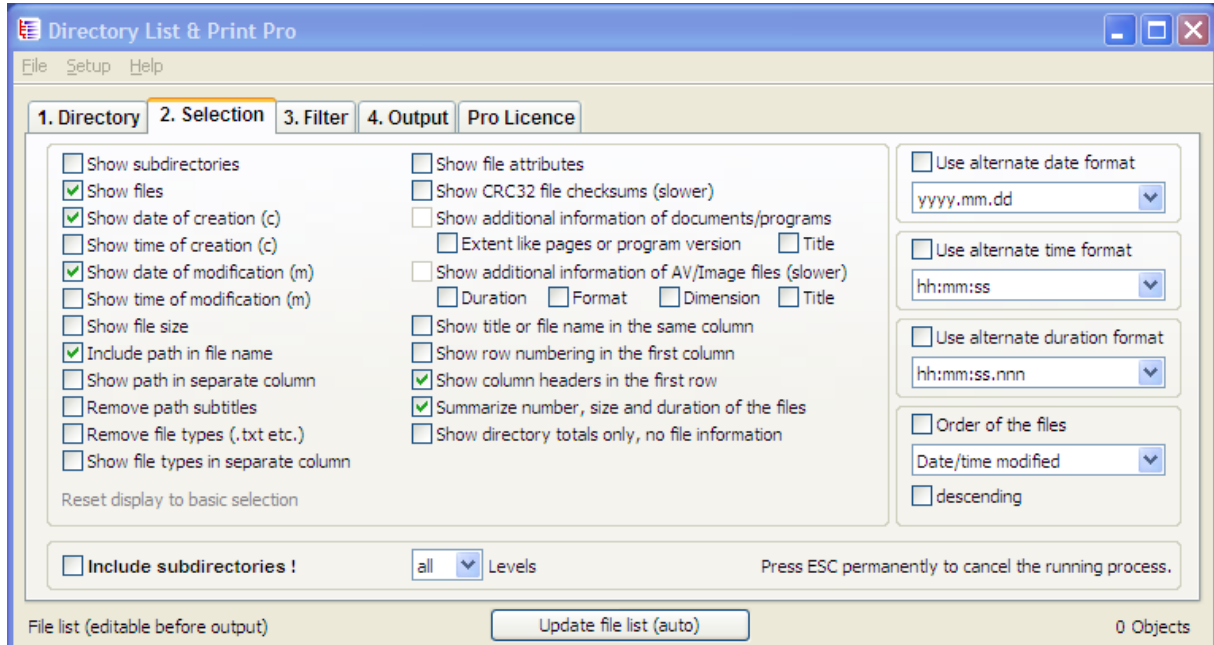 Directory List & Print Pro
File Setup Help
1. Directory 2. Selection 3. Filter 4. Output Pro Licence
Show subdirectories
Show files
Show date of creation (c)
Show time of creation (c)
Show date of modification (m)
Show time of modification (m)
Show file size
Include path in file name
Show path in separate column
Remove path subtitles
Remove file types (.txt etc.)
Show file types in separate column
Reset display to basic selection
Show file attributes
Show CRC32 file checksums (slower)
Show additional information of documents/programs
Extent like pages or program version Title
Show additional information of AV/Image files (slower)
Duration Format Dimension Title
Show title or file name in the same column
Show row numbering in the first column
Show column headers in the first row
Summarize number, size and duration of the files
Show directory totals only, no file information
Use alternate date format
yyyy.mm.dd
Use alternate time format
hh:mm:ss
Use alternate duration format
hh:mm:ss.nnn
Order of the files
Date/time modified
descending
Include subdirectories ! all Levels Press ESC permanently to cancel the running process.
File list (editable before output) Update file list (auto) 0 Objects